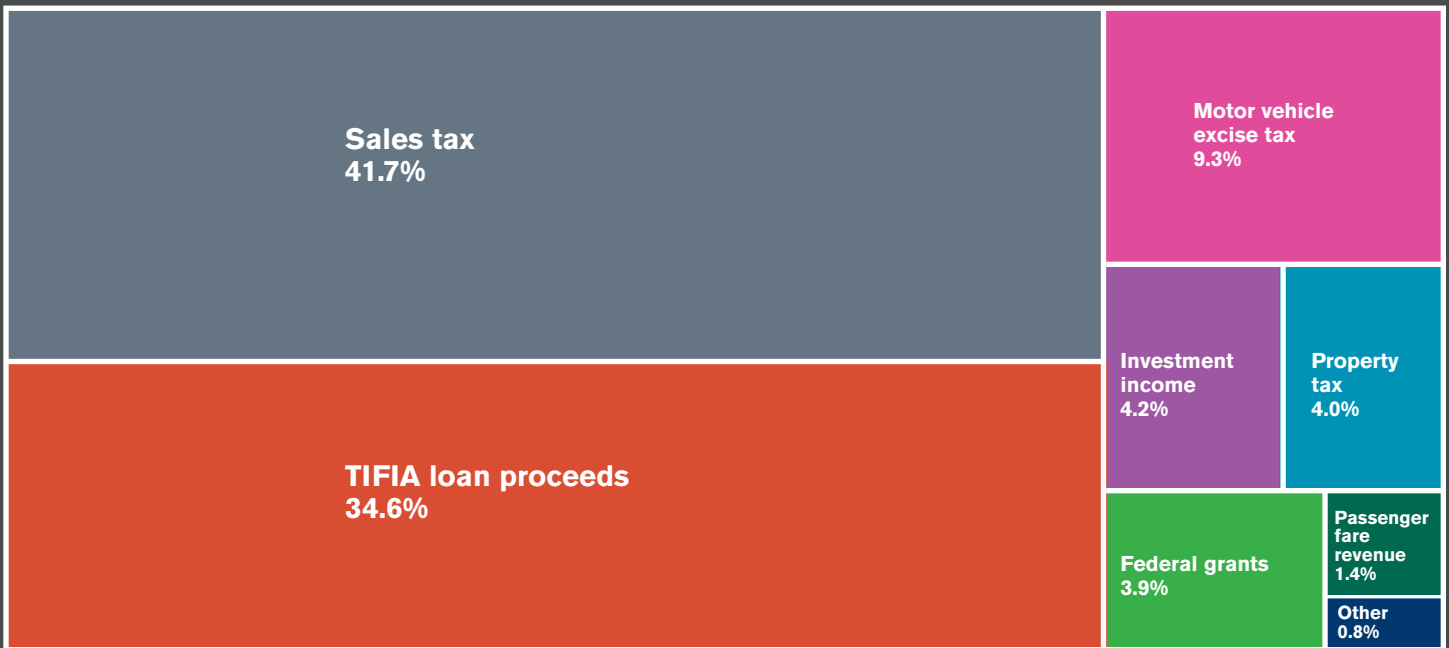 Sales tax
41.7%
TIFIA loan proceeds
34.6%
Motor vehicle
excise tax
9.3%
Investment
income
4.2%
Property
tax
4.0%
Federal grants
3.9%
Passenger
fare
revenue
1.4%
Other
0.8%